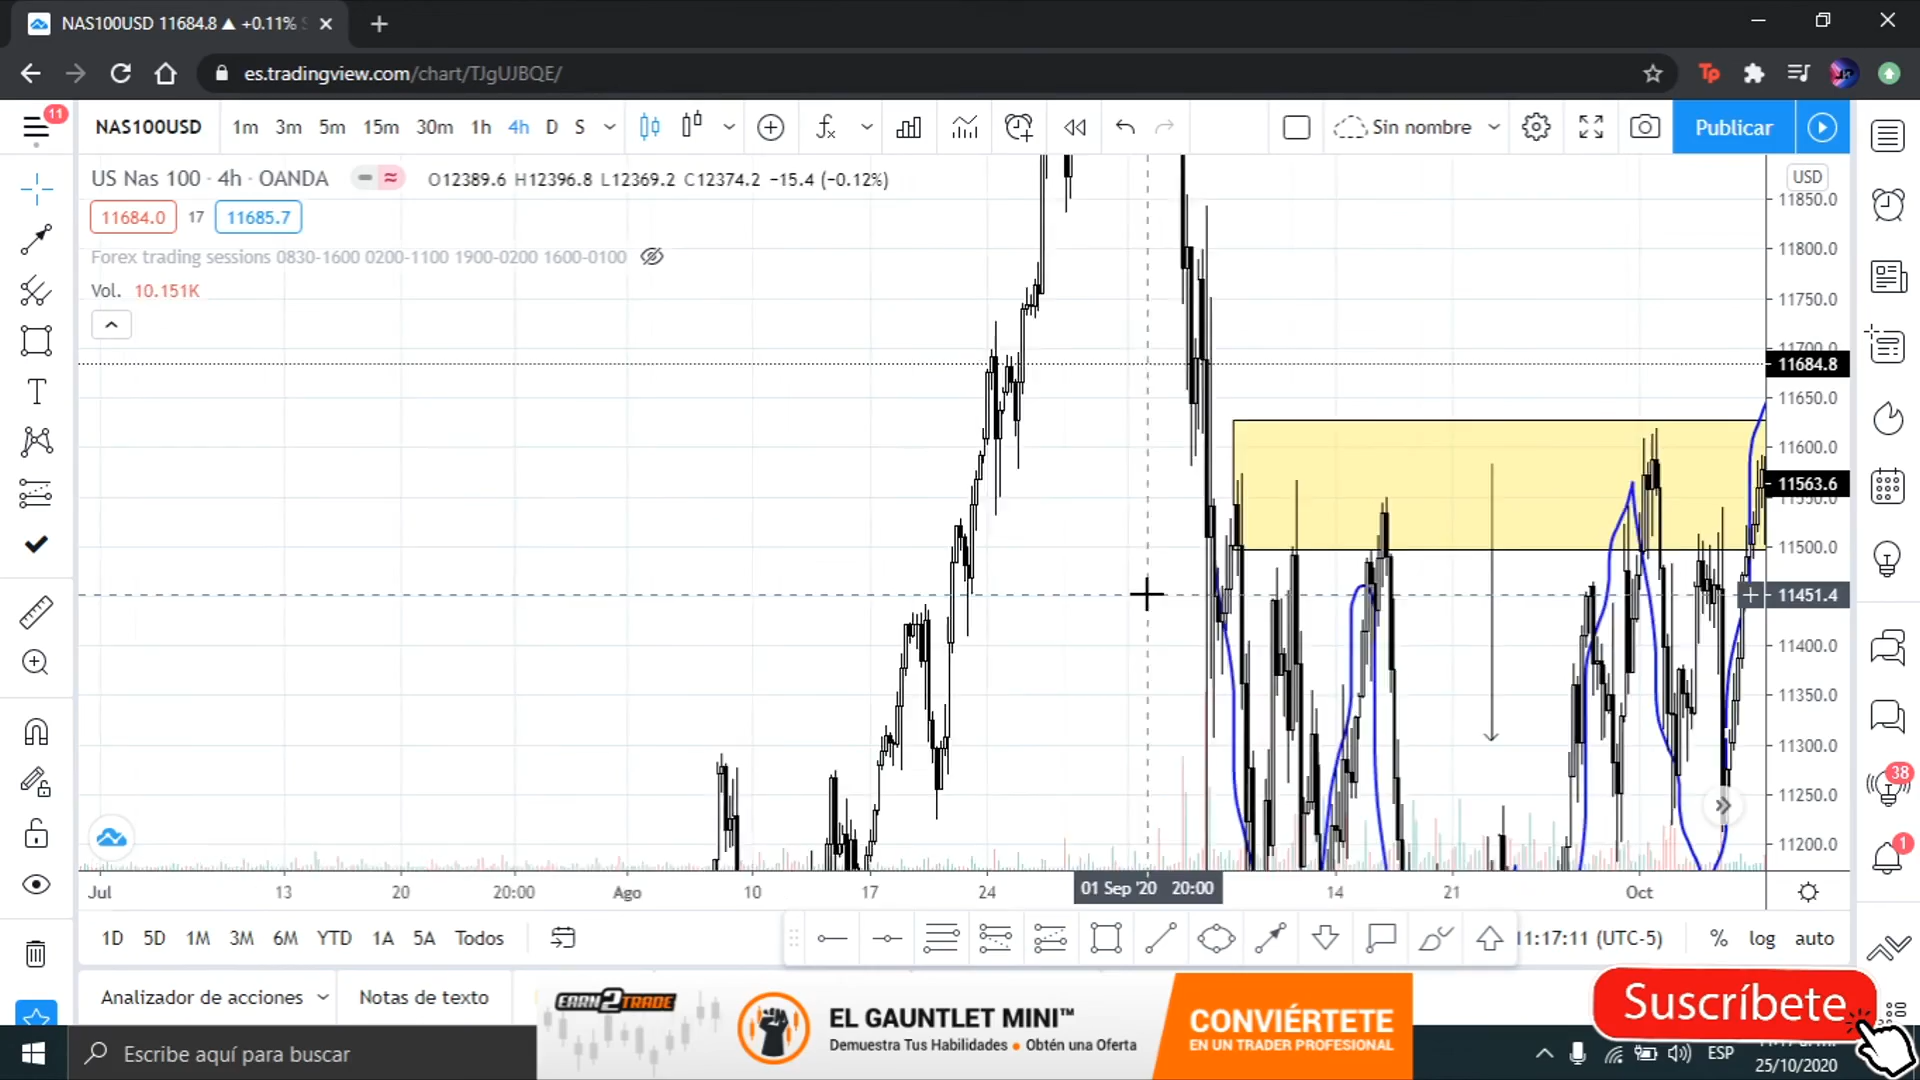 NAS100USD 11684.8 ▲ +0.11%
es.tradingview.com/chart/TJgUJBQE/
11
NAS100USD 1m 3m 5m 15m 30m 1h 4h D S
Sin nombre
Publicar
US Nas 100 · 4h · OANDA
O12389.6 H12396.8 L12369.2 C12374.2 −15.4 (−0.12%)
11684.0 17 11685.7
Forex trading sessions 0830-1600 0200-1100 1900-0200 1600-0100
Vol. 10.151K
USD
11850.0
11800.0
11750.0
11700.0
11684.8
11650.0
11600.0
11563.6
11550.0
11500.0
11451.4
11400.0
11350.0
11300.0
11250.0
11200.0
38
1
Jul 13 20 20:00 Ago 10 17 24 01 Sep '20 20:00 14 21 Oct
1D 5D 1M 3M 6M YTD 1A 5A Todos
11:17:11 (UTC-5) % log auto
Analizador de acciones
Notas de texto
EARN2TRADE
EL GAUNTLET MINI™
Demuestra Tus Habilidades • Obtén una Oferta
CONVIÉRTETE
EN UN TRADER PROFESIONAL
Suscríbete
Escribe aquí para buscar
ESP
25/10/2020